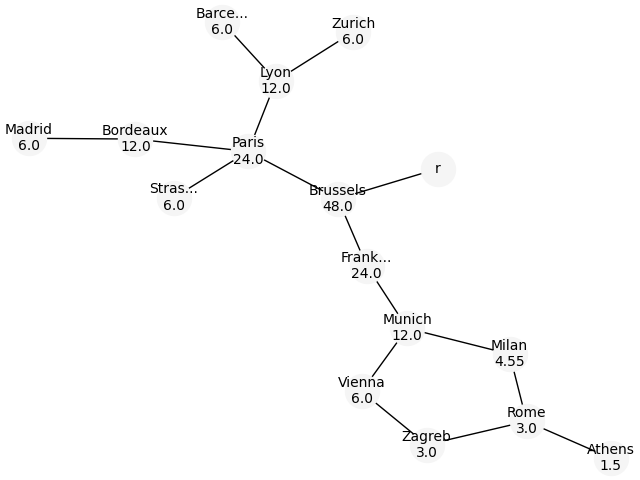 Barce...
6.0
Zurich
6.0
Lyon
12.0
Madrid
6.0
Bordeaux
12.0
Paris
24.0
r
Stras...
6.0
Brussels
48.0
Frank...
24.0
Munich
12.0
Milan
4.55
Vienna
6.0
Rome
3.0
Zagreb
3.0
Athens
1.5